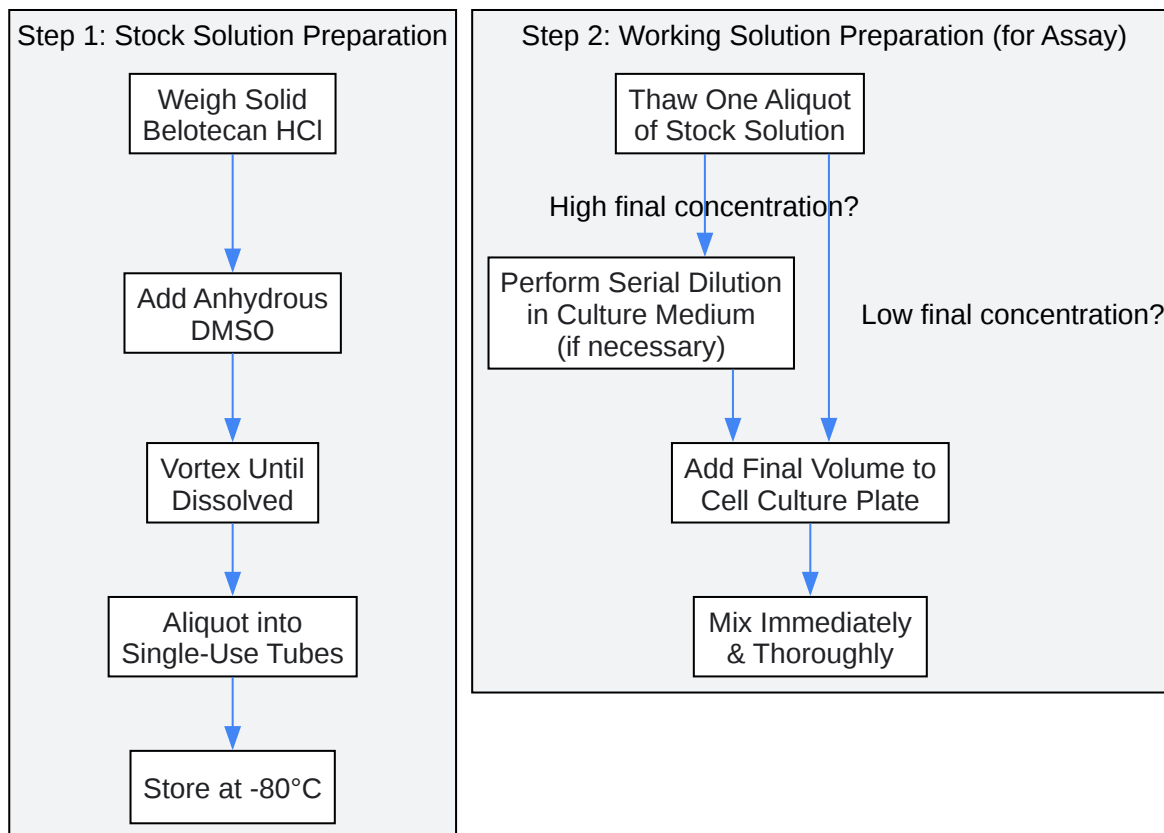 Step 1: Stock Solution Preparation
Weigh Solid
Belotecan HCl
Add Anhydrous
DMSO
Vortex Until
Dissolved
Aliquot into
Single-Use Tubes
Store at -80°C
Step 2: Working Solution Preparation (for Assay)
Thaw One Aliquot
of Stock Solution
High final concentration?
Perform Serial Dilution
in Culture Medium
(if necessary)
Low final concentration?
Add Final Volume to
Cell Culture Plate
Mix Immediately
& Thoroughly